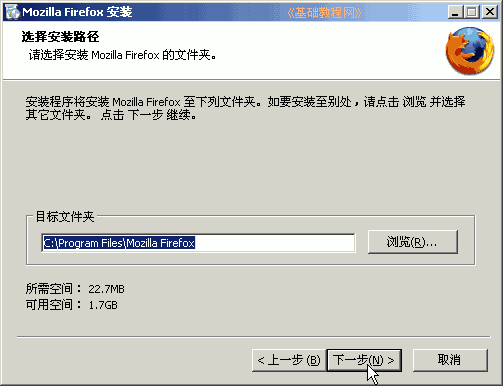 Mozilla Firefox 安装
《基础教程网》
选择安装路径
请选择安装 Mozilla Firefox 的文件夹。
安装程序将安装 Mozilla Firefox 至下列文件夹。如要安装至别处，请点击 浏览 并选择
其它文件夹。 点击 下一步 继续。
目标文件夹
C:\Program Files\Mozilla Firefox
浏览(R)...
所需空间： 22.7MB
可用空间： 1.7GB
< 上一步 (B)
下一步(N) >
取消